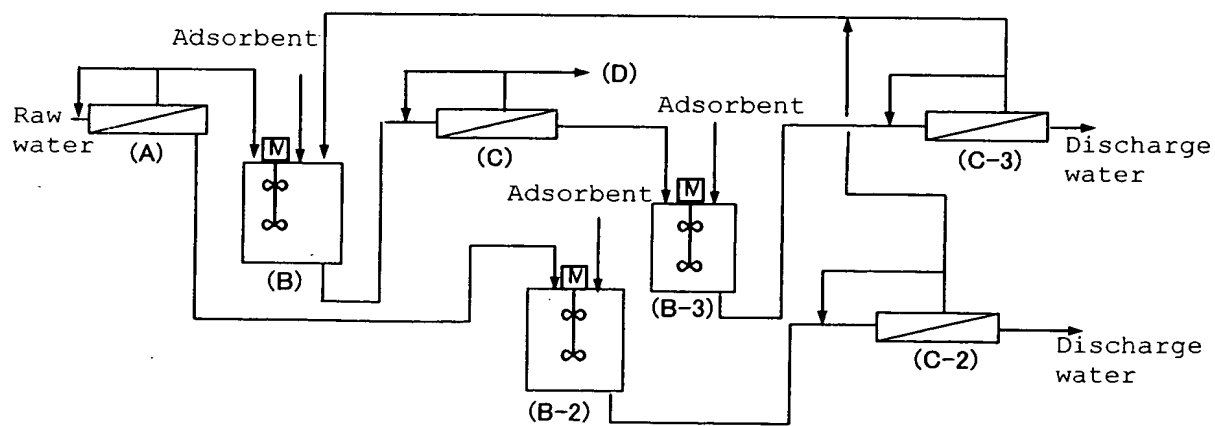 Adsorbent
(D)
Raw
water
Adsorbent
(A)
M
(C)
(C-3)
Discharge
water
Adsorbent
M
(B)
M
(B-3)
(C-2)
Discharge
water
(B-2)